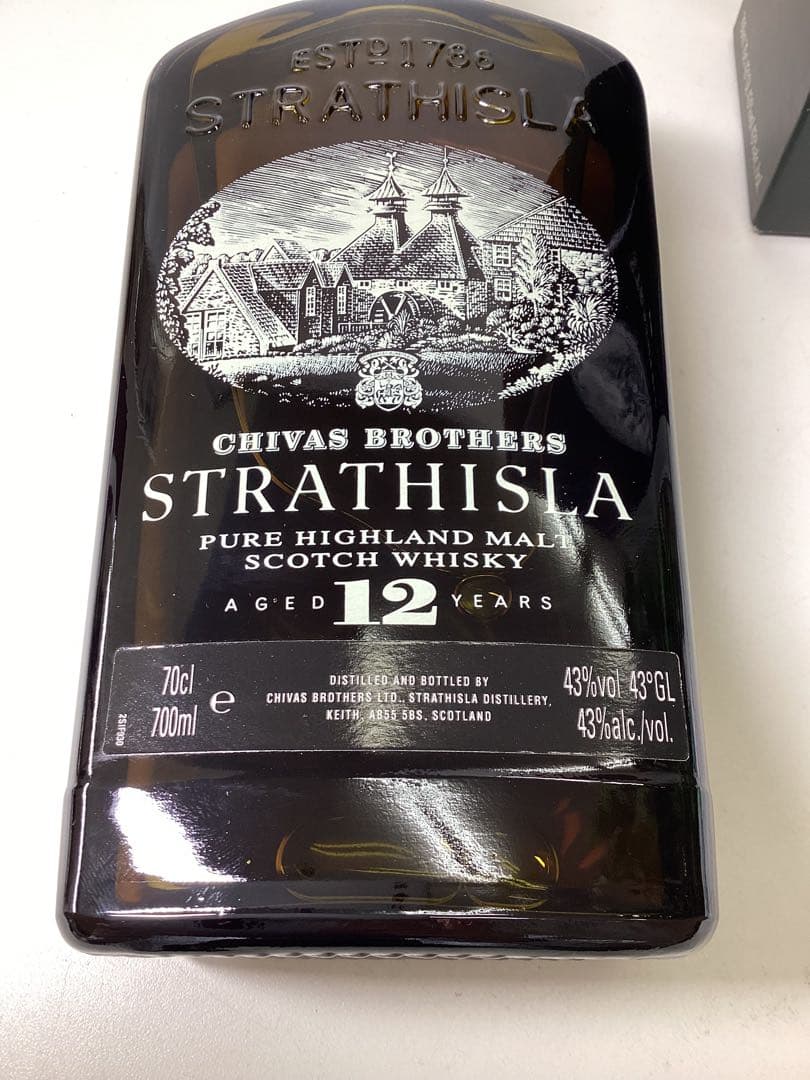 ESTD 1786
STRATHISLA
CHIVAS BROTHERS
STRATHISLA
PURE HIGHLAND MALT
SCOTCH WHISKY
AGED 12 YEARS
70cl
700ml
e
DISTILLED AND BOTTLED BY
CHIVAS BROTHERS LTD. STRATHISLA DISTILLERY,
KEITH, AB55 5BS. SCOTLAND
43%vol 43°GL
43%alc./vol.